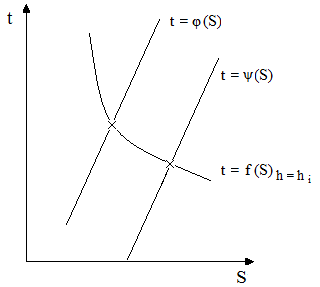 t
t = φ(S)
t = ψ(S)
t = f(S)h = hi
S